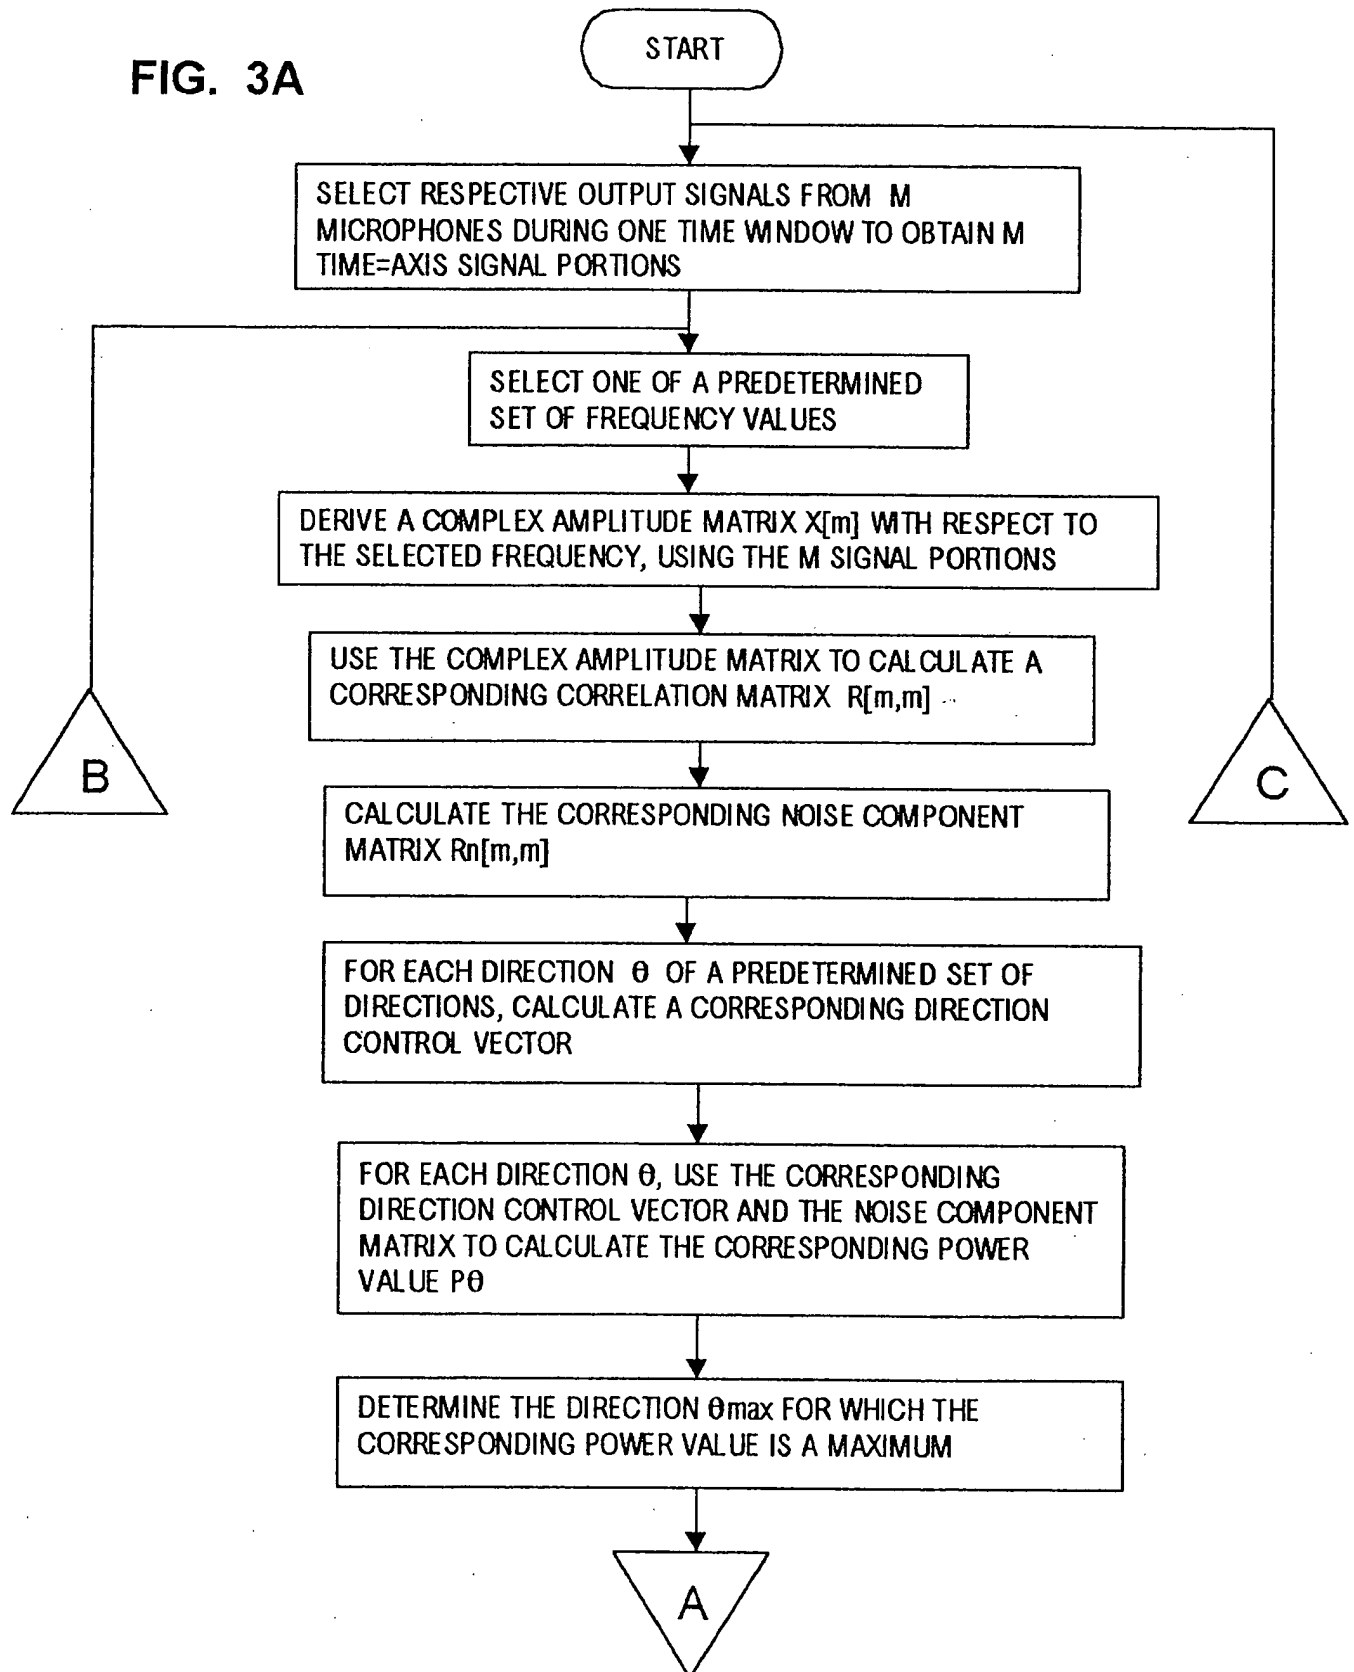 FIG. 3A
START
SELECT RESPECTIVE OUTPUT SIGNALS FROM M
MICROPHONES DURING ONE TIME WINDOW TO OBTAIN M
TIME=AXIS SIGNAL PORTIONS
SELECT ONE OF A PREDETERMINED
SET OF FREQUENCY VALUES
DERIVE A COMPLEX AMPLITUDE MATRIX X[m] WITH RESPECT TO
THE SELECTED FREQUENCY, USING THE M SIGNAL PORTIONS
USE THE COMPLEX AMPLITUDE MATRIX TO CALCULATE A
CORRESPONDING CORRELATION MATRIX R[m,m]
B
C
CALCULATE THE CORRESPONDING NOISE COMPONENT
MATRIX Rn[m,m]
FOR EACH DIRECTION θ OF A PREDETERMINED SET OF
DIRECTIONS, CALCULATE A CORRESPONDING DIRECTION
CONTROL VECTOR
FOR EACH DIRECTION θ, USE THE CORRESPONDING
DIRECTION CONTROL VECTOR AND THE NOISE COMPONENT
MATRIX TO CALCULATE THE CORRESPONDING POWER
VALUE Pθ
DETERMINE THE DIRECTION θmax FOR WHICH THE
CORRESPONDING POWER VALUE IS A MAXIMUM
A